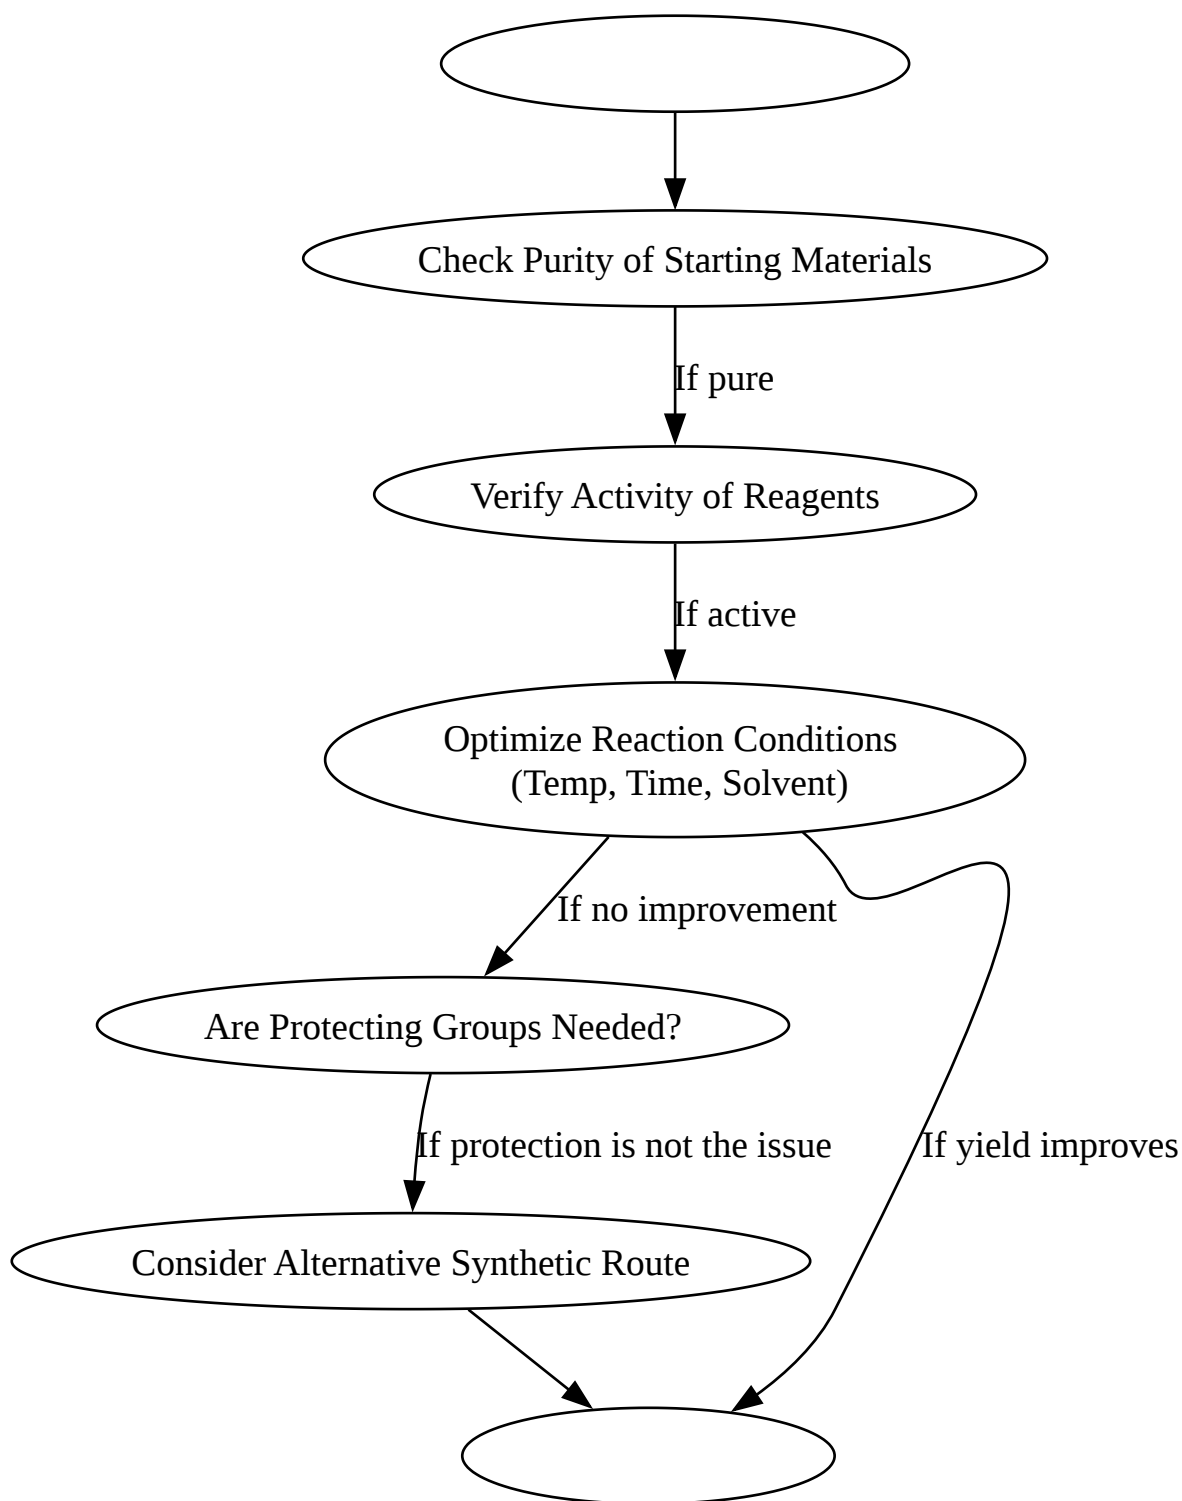 Check Purity of Starting Materials
If pure
Verify Activity of Reagents
If active
Optimize Reaction Conditions
(Temp, Time, Solvent)
If no improvement
Are Protecting Groups Needed?
If protection is not the issue
If yield improves
Consider Alternative Synthetic Route